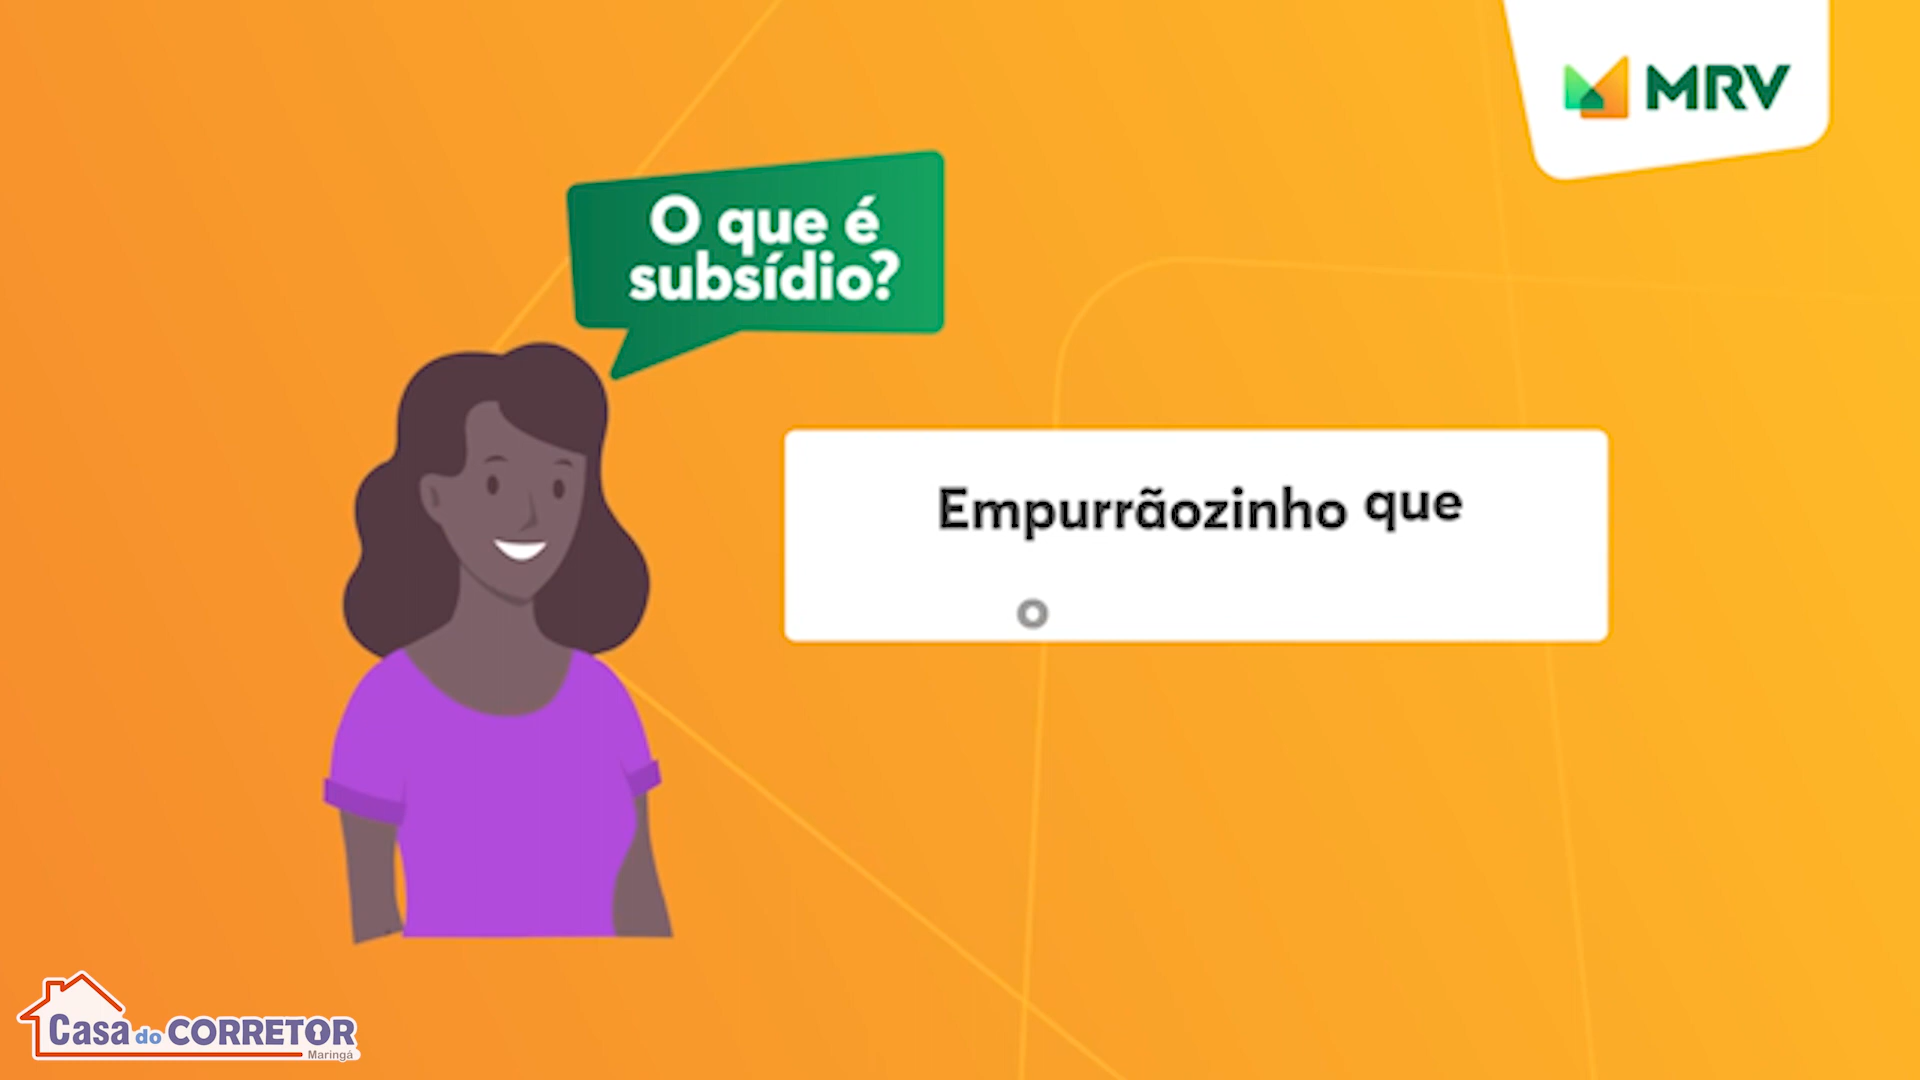 MRV
O que é
subsídio?
Empurrãozinho que
o
Casa do CORRETOR
Maringá